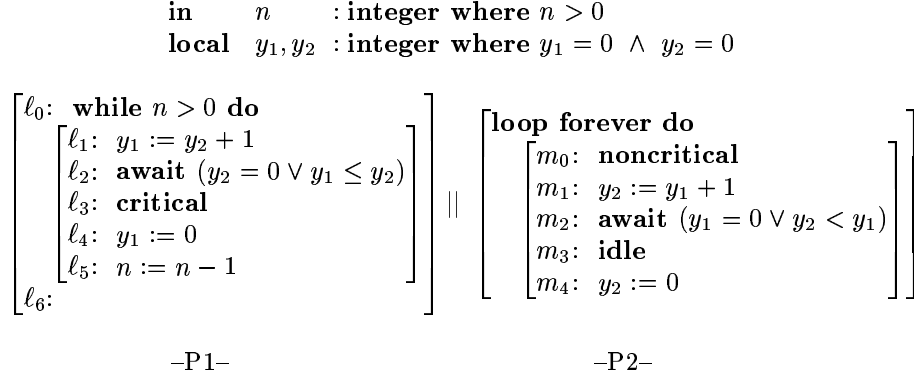 in n : integer where n > 0
local y₁, y₂ : integer where y₁ = 0 ∧ y₂ = 0
ℓ₀: while n > 0 do
ℓ₁: y₁ := y₂ + 1
ℓ₂: await (y₂ = 0 ∨ y₁ ≤ y₂)
ℓ₃: critical
ℓ₄: y₁ := 0
ℓ₅: n := n − 1
ℓ₆:
||
loop forever do
m₀: noncritical
m₁: y₂ := y₁ + 1
m₂: await (y₁ = 0 ∨ y₂ < y₁)
m₃: idle
m₄: y₂ := 0
–P1–
–P2–